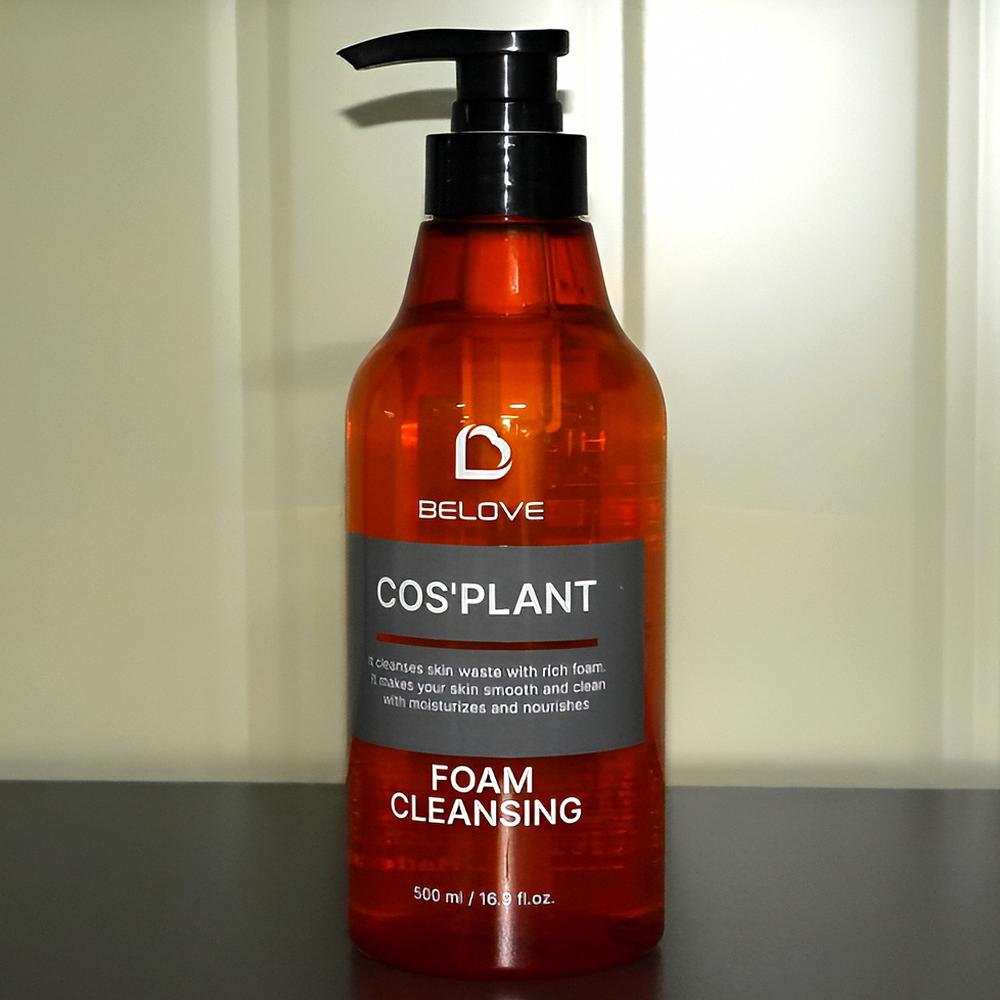 BELOVE
COS'PLANT
It cleanses skin waste with rich foam.
It makes your skin smooth and clean
with moisturizes and nourishes
FOAM
CLEANSING
500 ml / 16.9 fl.oz.